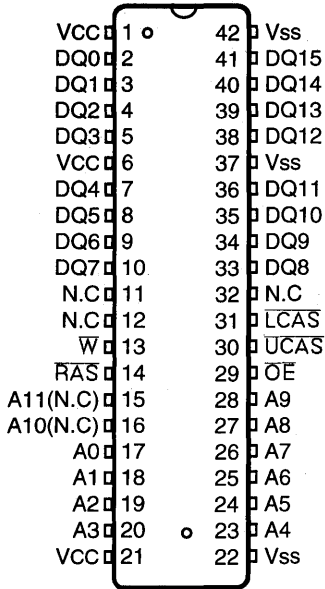 VCC 1 42 Vss
DQ0 2 41 DQ15
DQ1 3 40 DQ14
DQ2 4 39 DQ13
DQ3 5 38 DQ12
VCC 6 37 Vss
DQ4 7 36 DQ11
DQ5 8 35 DQ10
DQ6 9 34 DQ9
DQ7 10 33 DQ8
N.C 11 32 N.C
N.C 12 31 L̅C̅A̅S̅
W̅ 13 30 U̅C̅A̅S̅
R̅A̅S̅ 14 29 O̅E̅
A11(N.C) 15 28 A9
A10(N.C) 16 27 A8
A0 17 26 A7
A1 18 25 A6
A2 19 24 A5
A3 20 23 A4
VCC 21 22 Vss